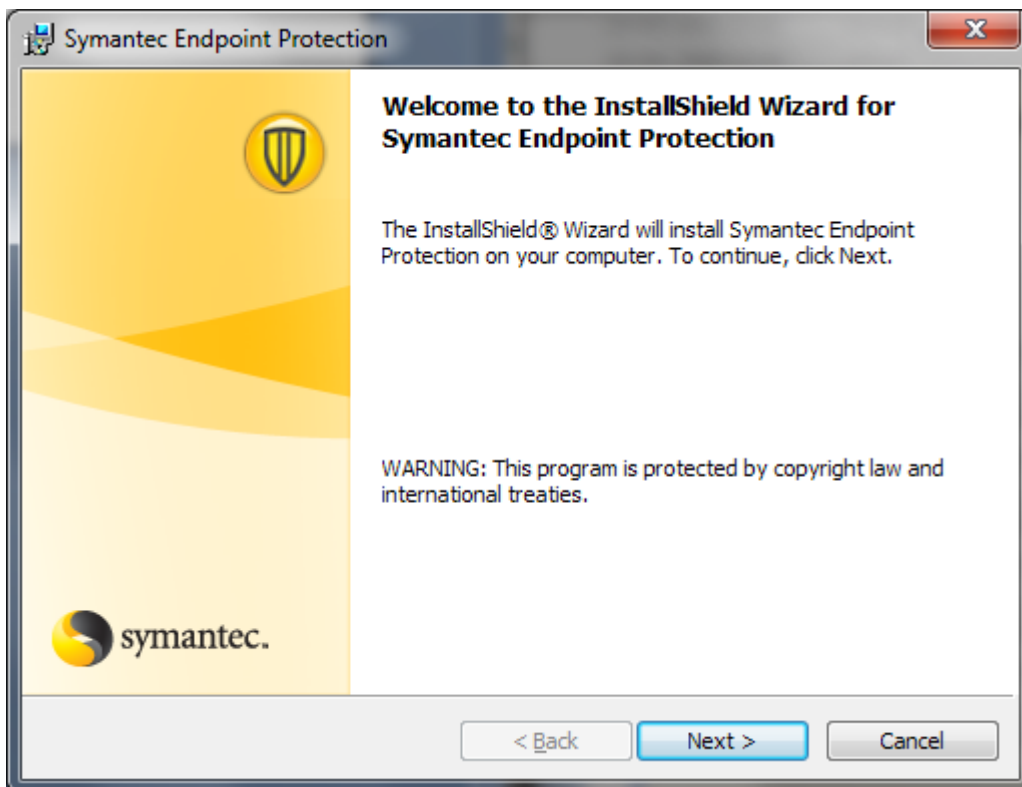 Symantec Endpoint Protection
Welcome to the InstallShield Wizard for
Symantec Endpoint Protection
The InstallShield® Wizard will install Symantec Endpoint
Protection on your computer. To continue, click Next.
WARNING: This program is protected by copyright law and
international treaties.
symantec.
< Back
Next >
Cancel